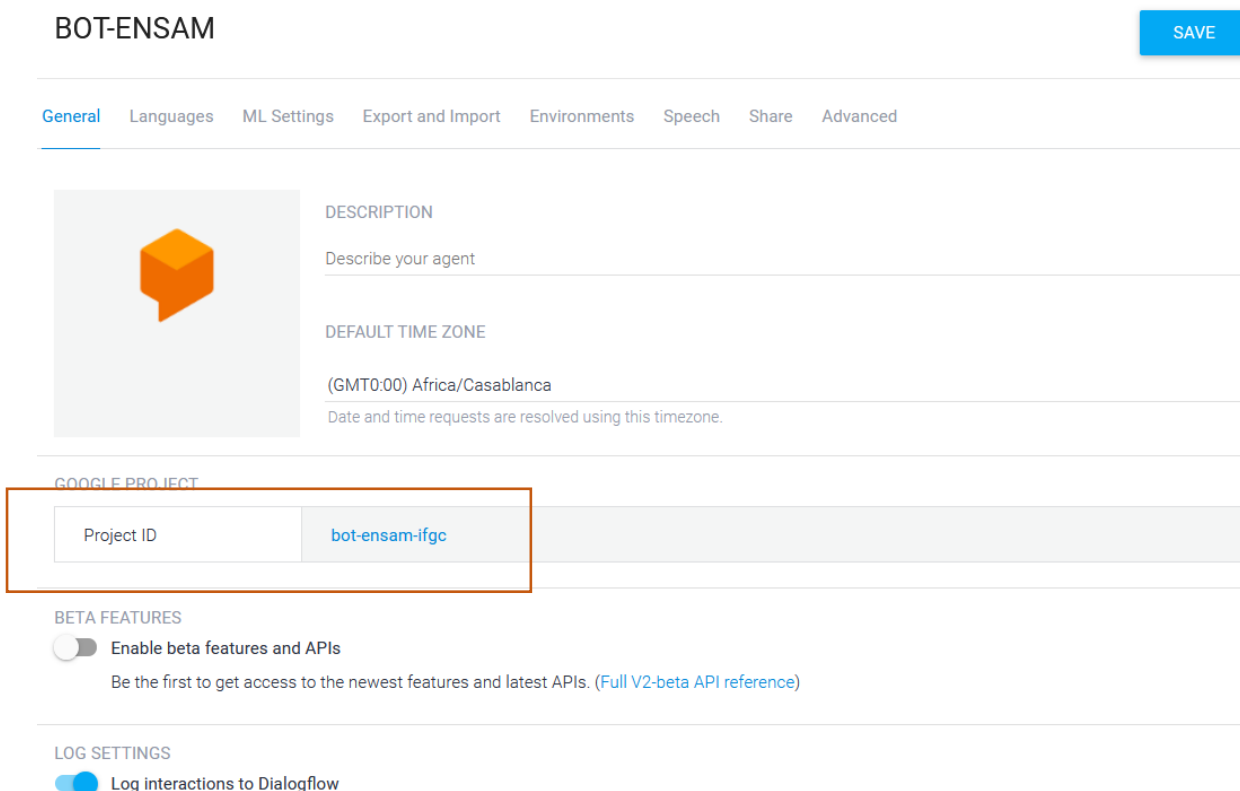 BOT-ENSAM
SAVE
General Languages ML Settings Export and Import Environments Speech Share Advanced
DESCRIPTION
Describe your agent
DEFAULT TIME ZONE
(GMT0:00) Africa/Casablanca
Date and time requests are resolved using this timezone.
GOOGLE PROJECT
Project ID bot-ensam-ifgc
BETA FEATURES
Enable beta features and APIs
Be the first to get access to the newest features and latest APIs. (Full V2-beta API reference)
LOG SETTINGS
Log interactions to Dialogflow